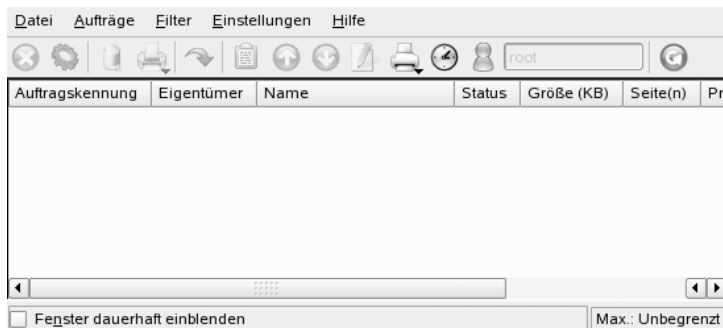 Datei Aufträge Filter Einstellungen Hilfe
root
Auftragskennung Eigentümer Name Status Größe (KB) Seite(n) Pr
Fenster dauerhaft einblenden Max.: Unbegrenzt